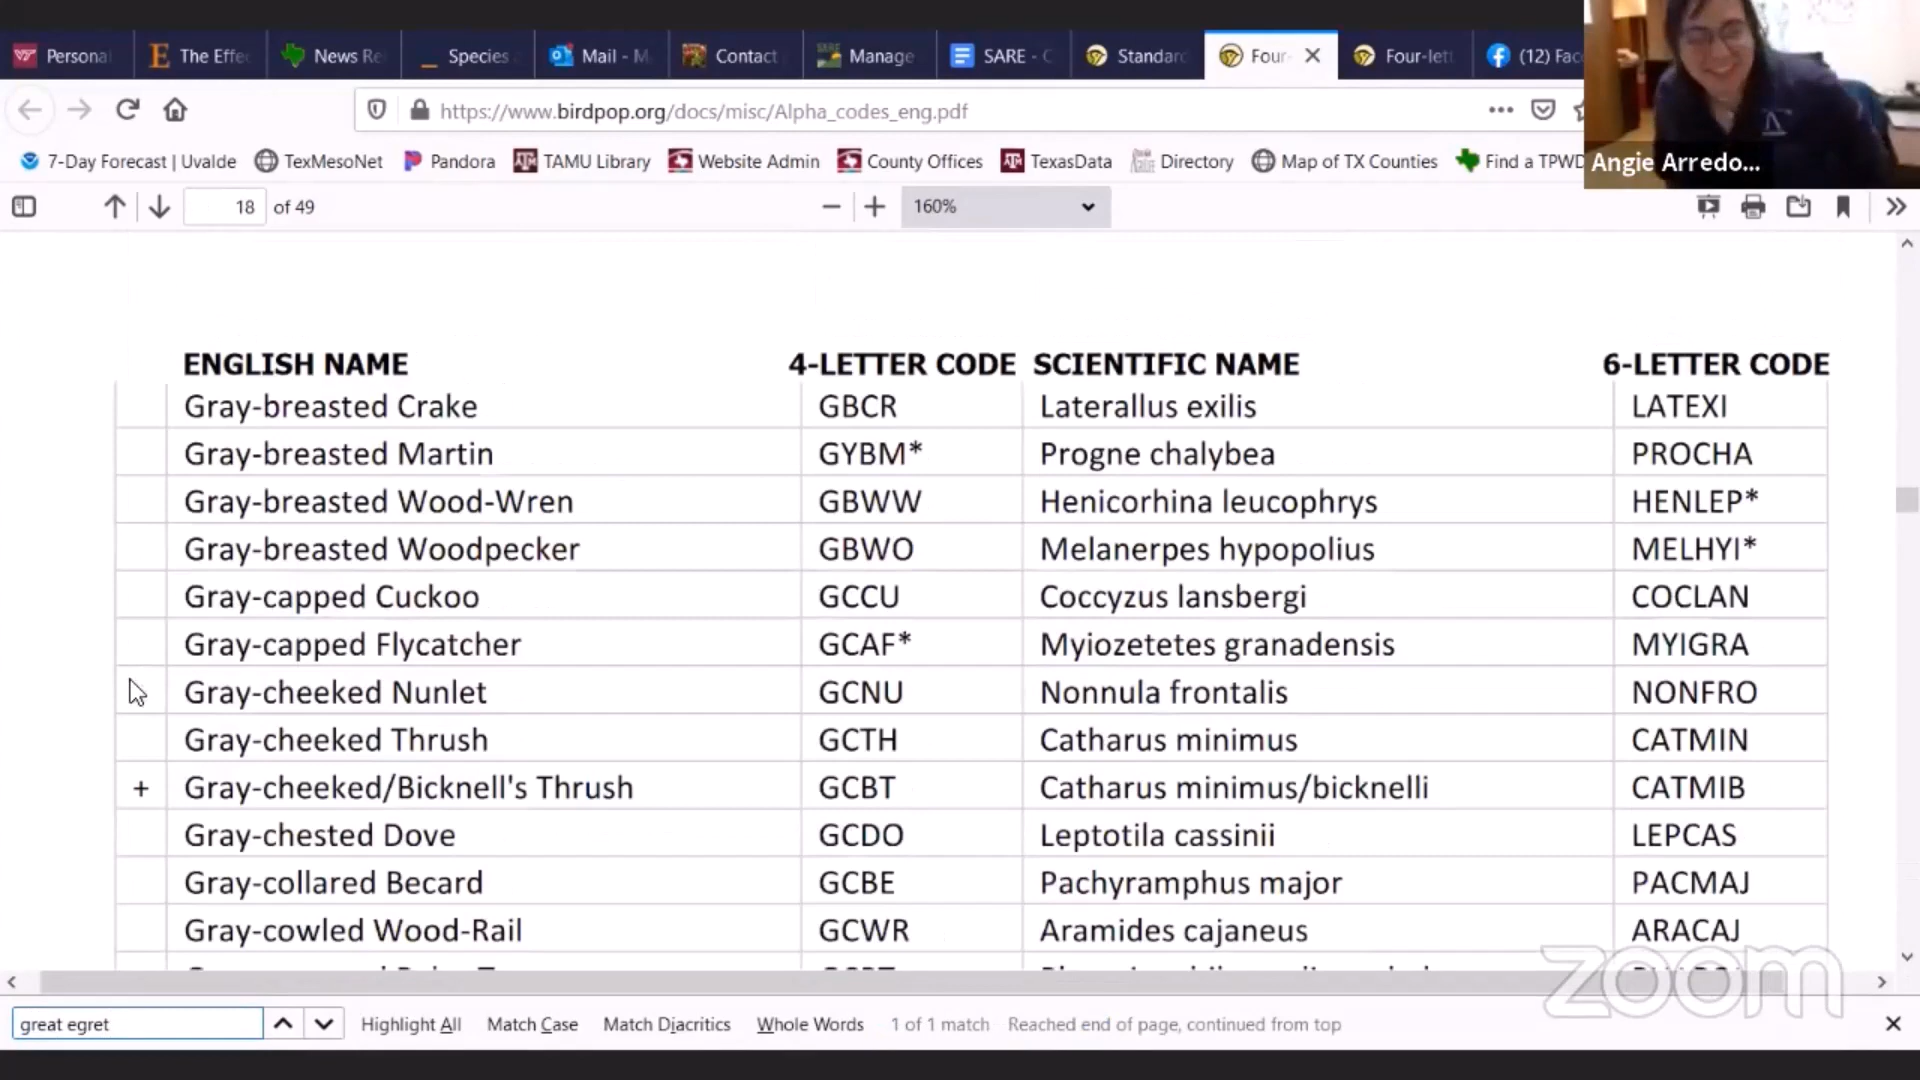 Personal The Effe News Re Species Mail - M Contact Manage SARE - C Standard Four- Four-lett (12) Fac
https://www.birdpop.org/docs/misc/Alpha_codes_eng.pdf
7-Day Forecast | Uvalde TexMesoNet Pandora TAMU Library Website Admin County Offices TexasData Directory Map of TX Counties Find a TPWD
Angie Arredo...
18 of 49 160%
ENGLISH NAME 4-LETTER CODE SCIENTIFIC NAME 6-LETTER CODE
Gray-breasted Crake GBCR Laterallus exilis LATEXI
Gray-breasted Martin GYBM* Progne chalybea PROCHA
Gray-breasted Wood-Wren GBWW Henicorhina leucophrys HENLEP*
Gray-breasted Woodpecker GBWO Melanerpes hypopolius MELHYI*
Gray-capped Cuckoo GCCU Coccyzus lansbergi COCLAN
Gray-capped Flycatcher GCAF* Myiozetetes granadensis MYIGRA
Gray-cheeked Nunlet GCNU Nonnula frontalis NONFRO
Gray-cheeked Thrush GCTH Catharus minimus CATMIN
+ Gray-cheeked/Bicknell's Thrush GCBT Catharus minimus/bicknelli CATMIB
Gray-chested Dove GCDO Leptotila cassinii LEPCAS
Gray-collared Becard GCBE Pachyramphus major PACMAJ
Gray-cowled Wood-Rail GCWR Aramides cajaneus ARACAJ
zoom
great egret Highlight All Match Case Match Diacritics Whole Words 1 of 1 match Reached end of page, continued from top